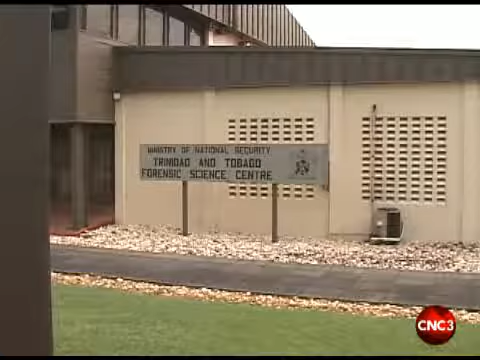 MINISTRY OF NATIONAL SECURITY
TRINIDAD AND TOBAGO
FORENSIC SCIENCE CENTRE
CNC3